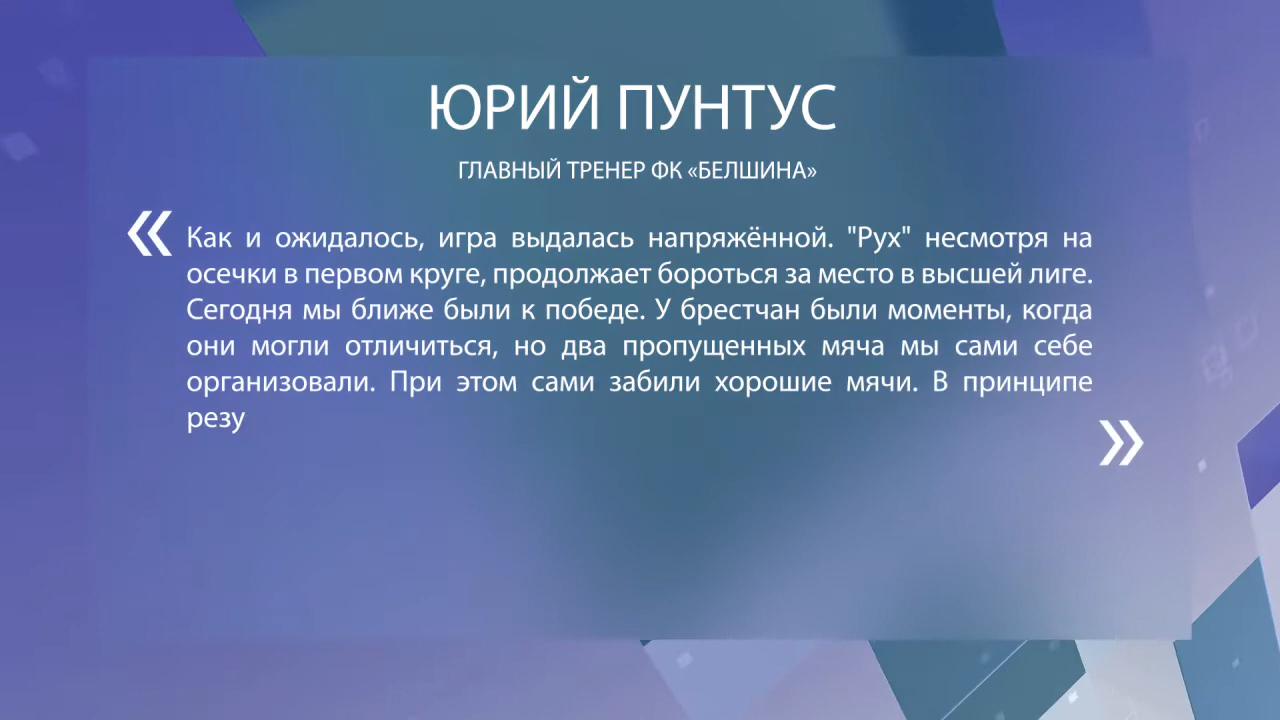 ЮРИЙ ПУНТУС
ГЛАВНЫЙ ТРЕНЕР ФК «БЕЛШИНА»
« Как и ожидалось, игра выдалась напряжённой. "Рух" несмотря на
осечки в первом круге, продолжает бороться за место в высшей лиге.
Сегодня мы ближе были к победе. У брестчан были моменты, когда
они могли отличиться, но два пропущенных мяча мы сами себе
организовали. При этом сами забили хорошие мячи. В принципе
резу
»